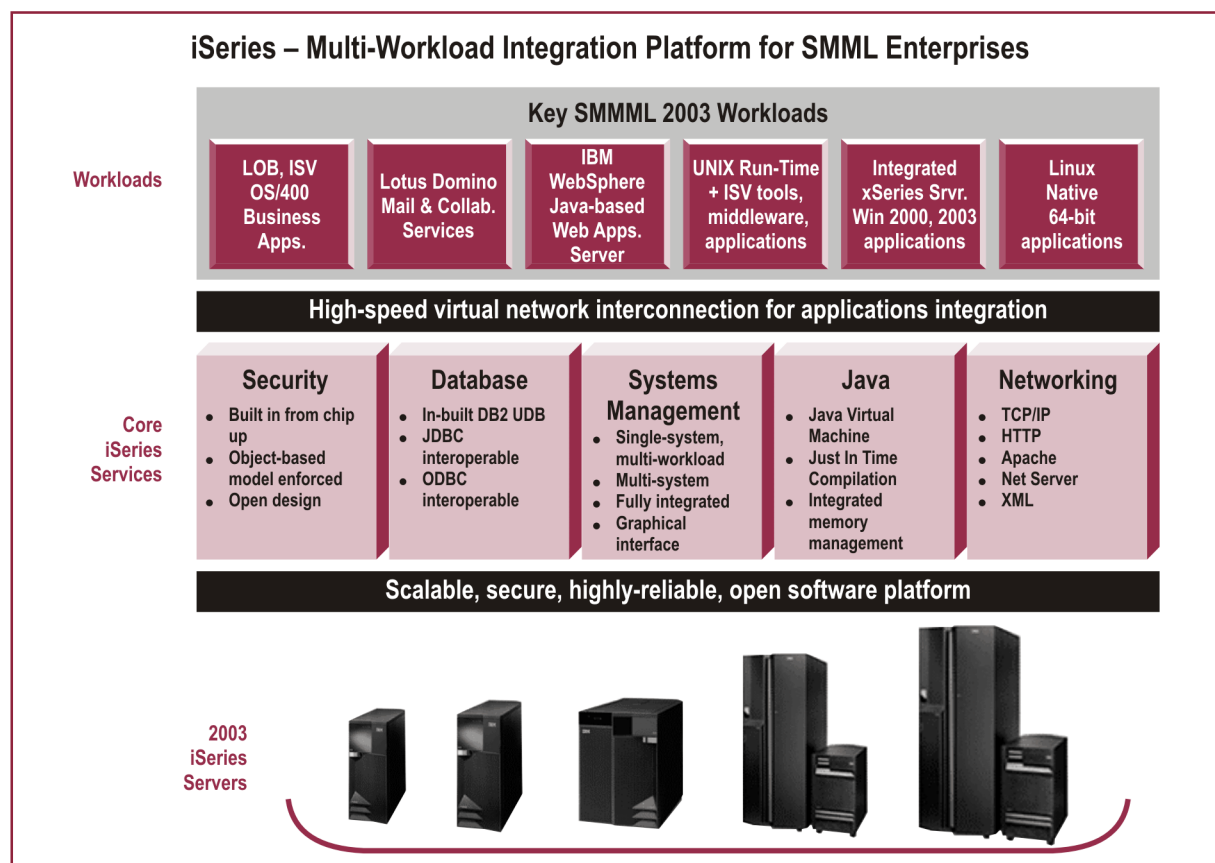 iSeries – Multi-Workload Integration Platform for SMML Enterprises
Key SMMML 2003 Workloads
Workloads
LOB, ISV
OS/400
Business
Apps.
Lotus Domino
Mail & Collab.
Services
IBM
WebSphere
Java-based
Web Apps.
Server
UNIX Run-Time
+ ISV tools,
middleware,
applications
Integrated
xSeries Srvr.
Win 2000, 2003
applications
Linux
Native
64-bit
applications
High-speed virtual network interconnection for applications integration
Core
iSeries
Services
Security
• Built in from chip
up
• Object-based
model enforced
• Open design
Database
• In-built DB2 UDB
• JDBC
interoperable
• ODBC
interoperable
Systems
Management
• Single-system,
multi-workload
• Multi-system
• Fully integrated
• Graphical
interface
Java
• Java Virtual
Machine
• Just In Time
Compilation
• Integrated
memory
management
Networking
• TCP/IP
• HTTP
• Apache
• Net Server
• XML
Scalable, secure, highly-reliable, open software platform
2003
iSeries
Servers